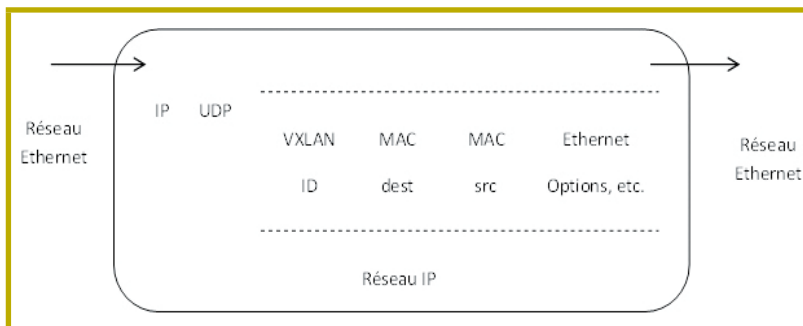 IP UDP
Réseau
Ethernet
VXLAN MAC MAC Ethernet
ID dest src Options, etc.
Réseau
Ethernet
Réseau IP